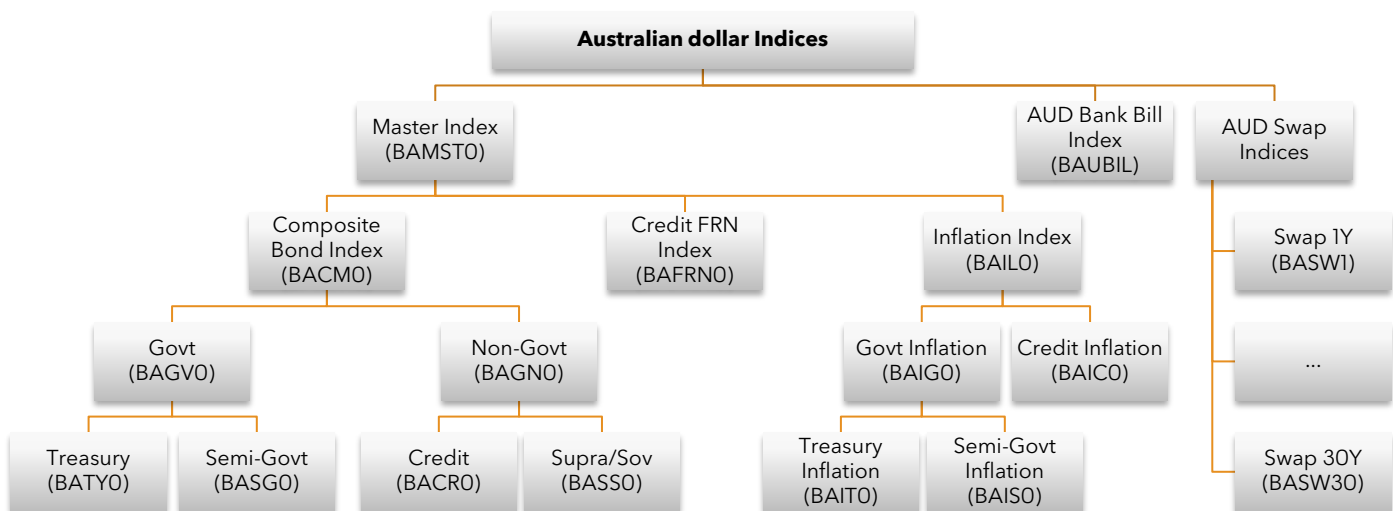 Australian dollar Indices
Master Index
(BAMST0)
AUD Bank Bill
Index
(BAUBIL)
AUD Swap
Indices
Composite
Bond Index
(BACM0)
Credit FRN
Index
(BAFRN0)
Inflation Index
(BAIL0)
Swap 1Y
(BASW1)
Govt
(BAGV0)
Non-Govt
(BAGN0)
Govt Inflation
(BAIG0)
Credit Inflation
(BAIC0)
...
Treasury
(BATY0)
Semi-Govt
(BASG0)
Credit
(BACR0)
Supra/Sov
(BASS0)
Treasury
Inflation
(BAIT0)
Semi-Govt
Inflation
(BAIS0)
Swap 30Y
(BASW30)